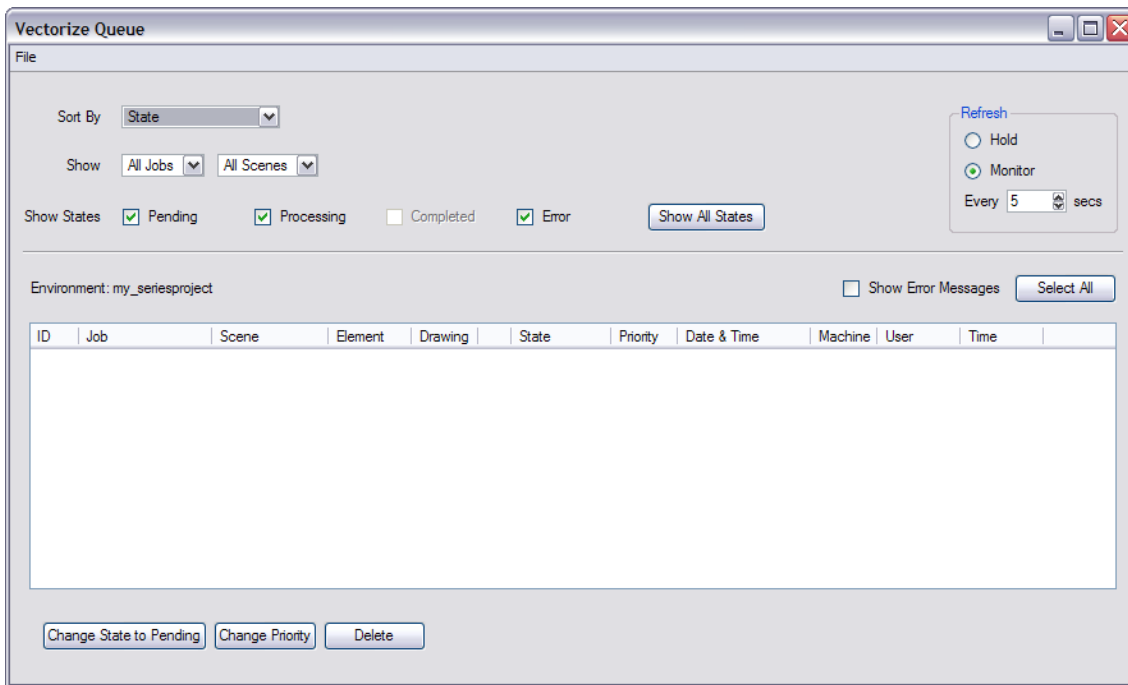 Vectorize Queue
File
Sort By State
Show All Jobs All Scenes
Show States Pending Processing Completed Error Show All States
Refresh
Hold
Monitor
Every 5 secs
Environment: my_seriesproject Show Error Messages Select All
ID Job Scene Element Drawing State Priority Date & Time Machine User Time
Change State to Pending Change Priority Delete